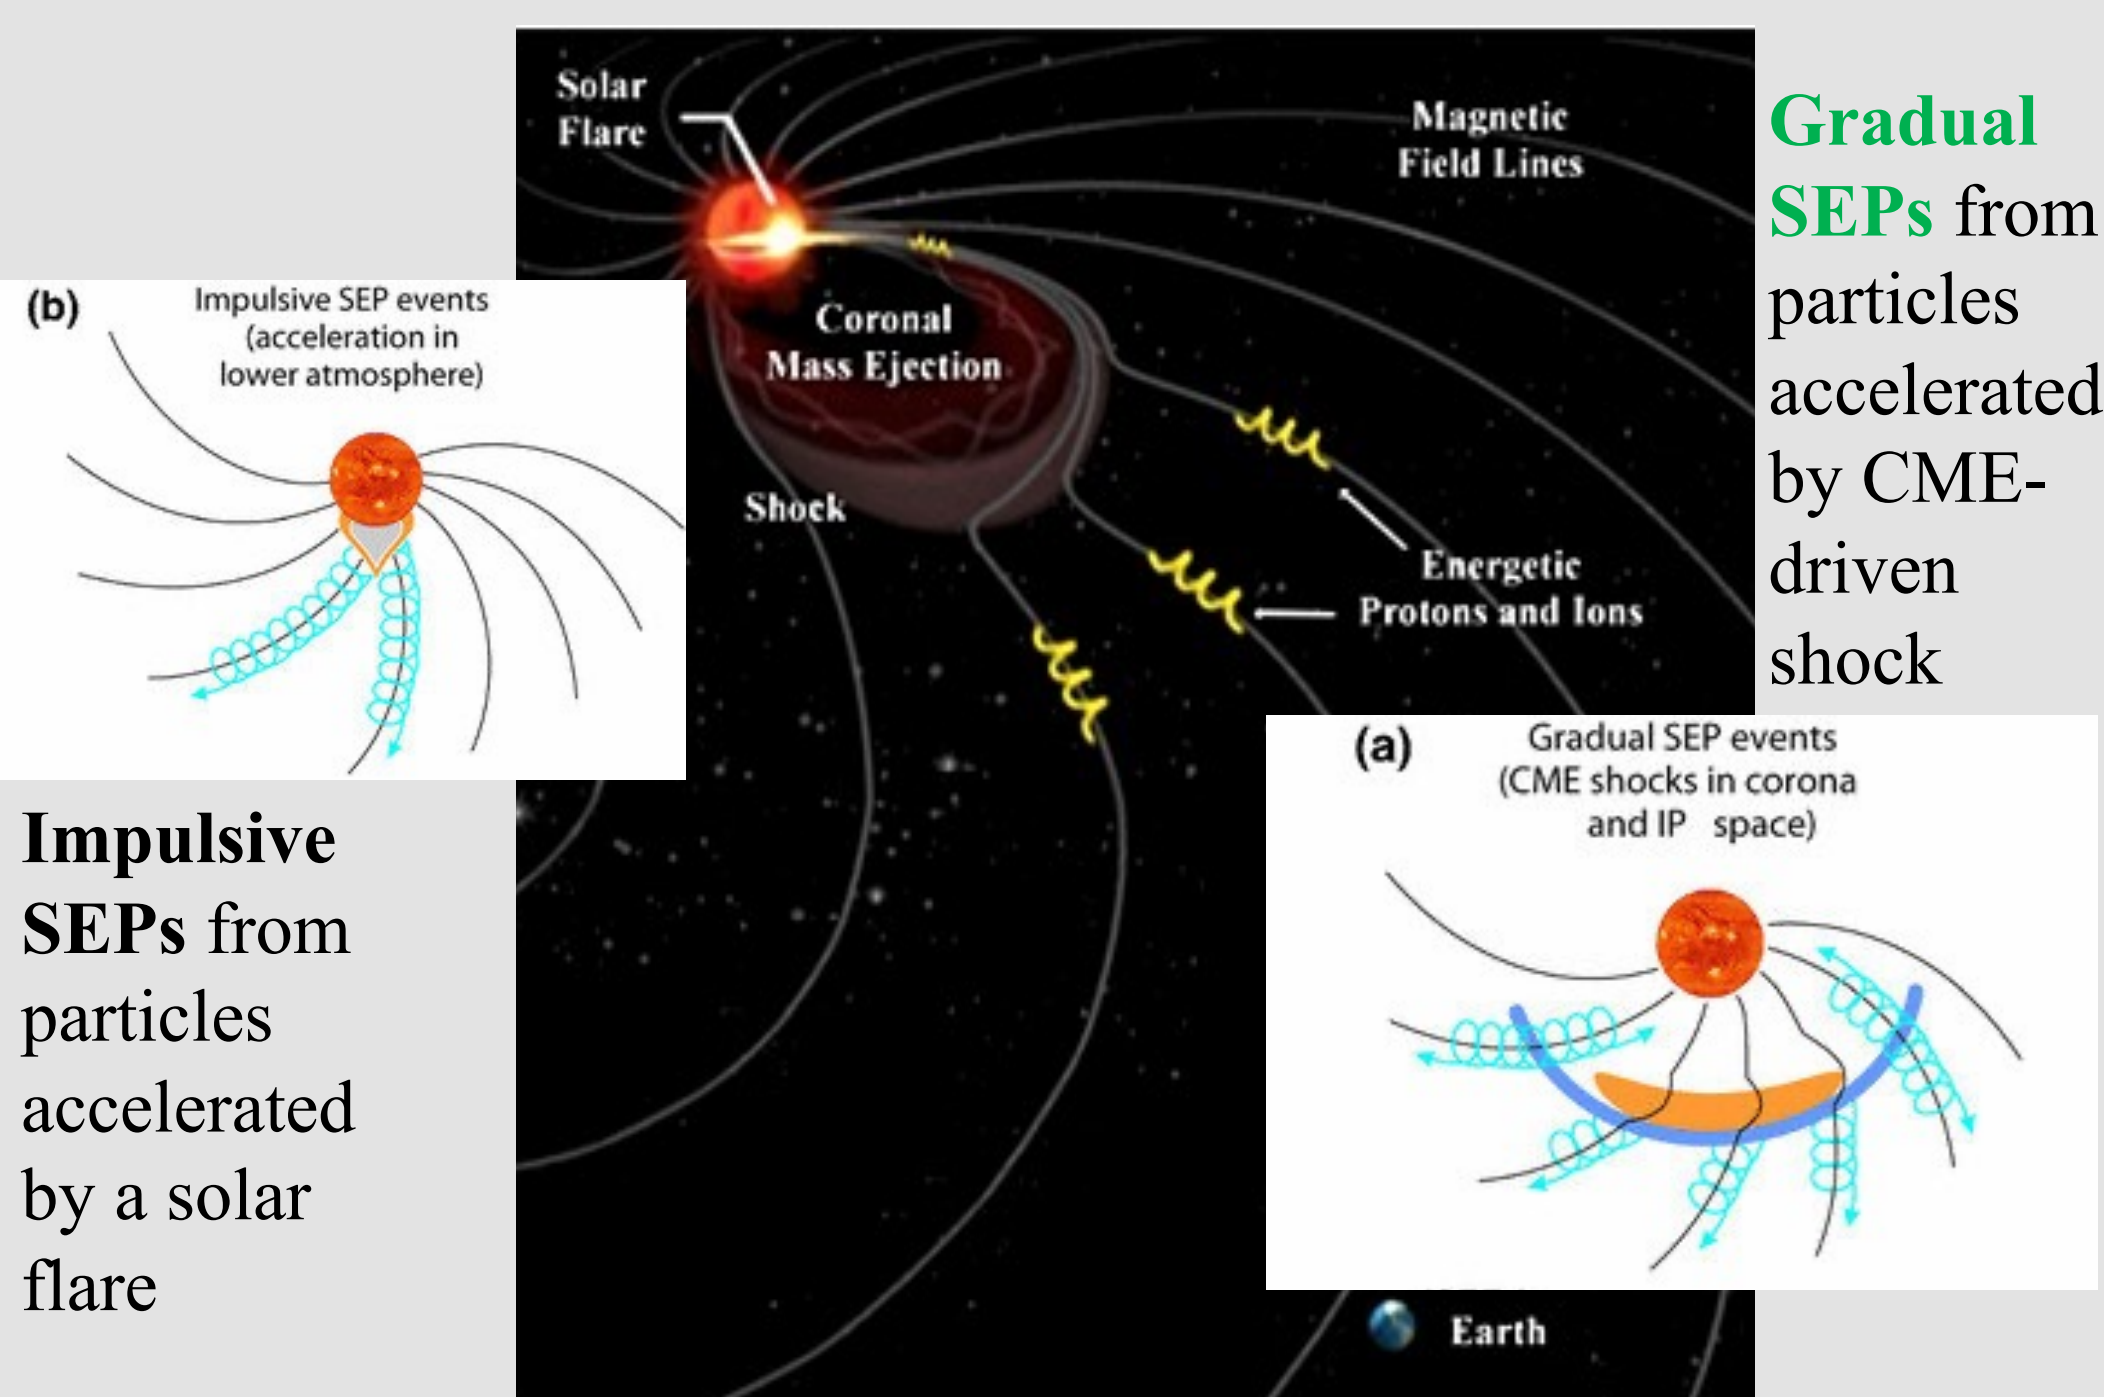 Solar
Flare
Magnetic
Field Lines
Gradual
SEPs from
particles
accelerated
by CME-
driven
shock
(b)
Impulsive SEP events
(acceleration in
lower atmosphere)
Coronal
Mass Ejection
Shock
Energetic
Protons and Ions
Impulsive
SEPs from
particles
accelerated
by a solar
flare
(a)
Gradual SEP events
(CME shocks in corona
and IP space)
Earth